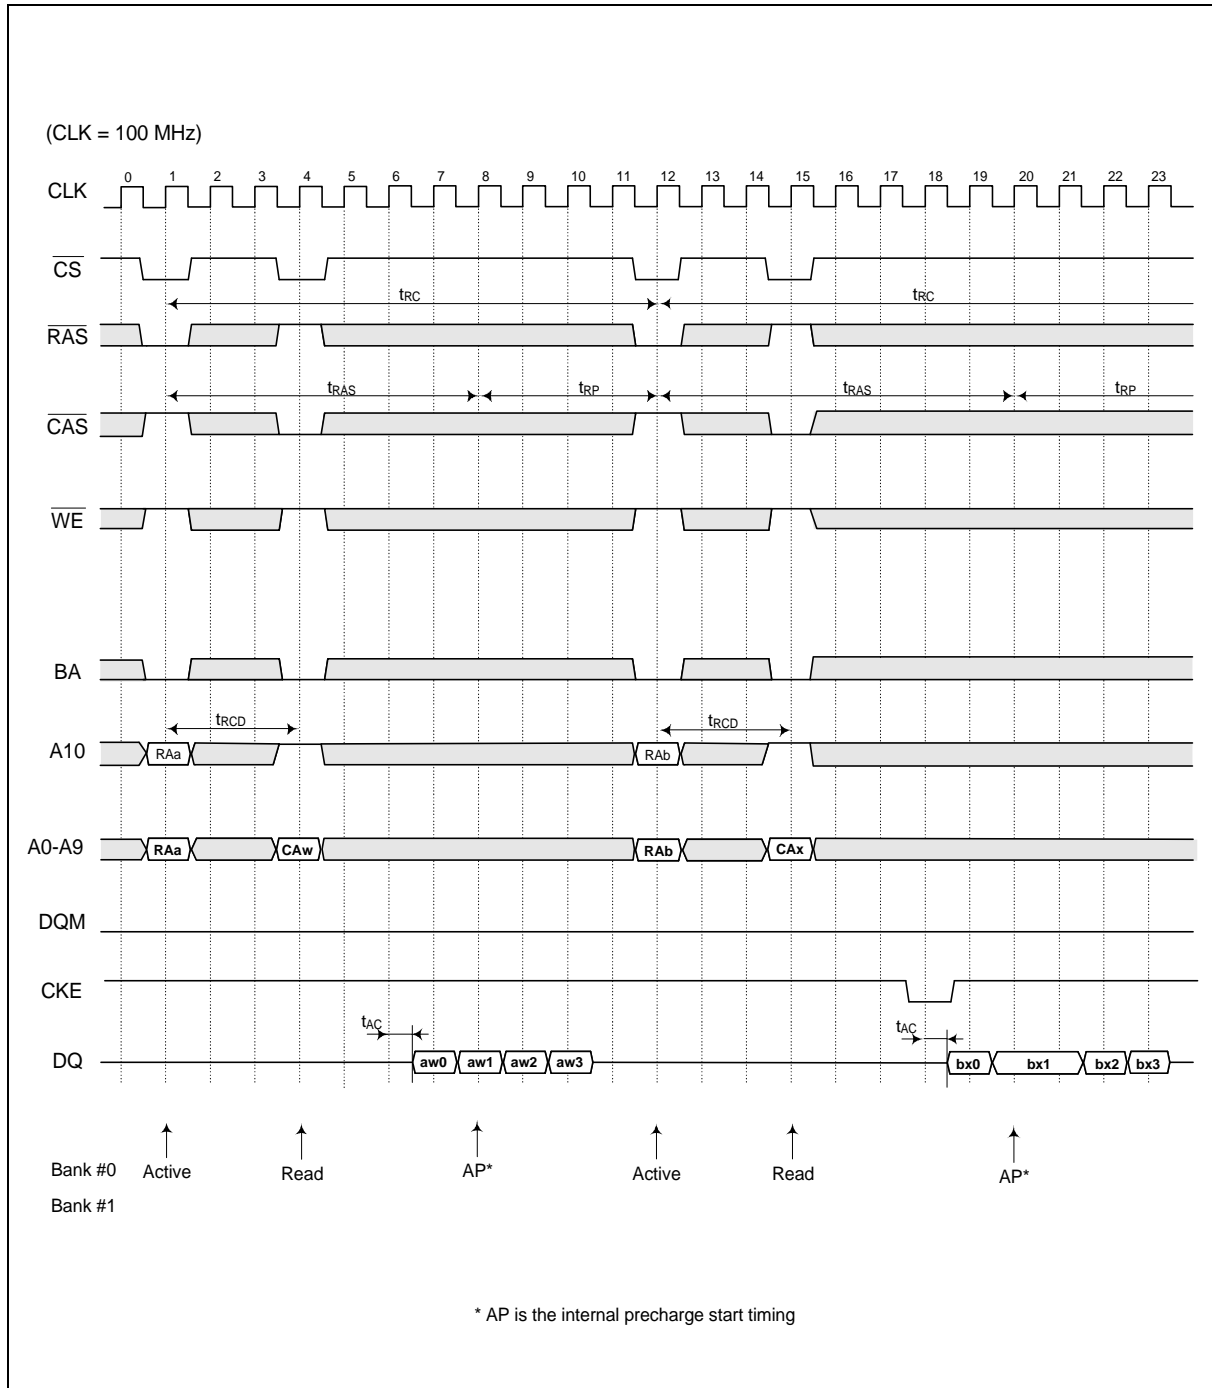 (CLK = 100 MHz)
0 1 2 3 4 5 6 7 8 9 10 11 12 13 14 15 16 17 18 19 20 21 22 23
CLK
CS
tRC tRC
RAS
tRAS tRP tRAS tRP
CAS
WE
BA
tRCD tRCD
A10 RAa RAb
A0-A9 RAa CAw RAb CAx
DQM
CKE
tAC tAC
DQ aw0 aw1 aw2 aw3 bx0 bx1 bx2 bx3
Bank #0 Active Read AP* Active Read AP*
Bank #1
* AP is the internal precharge start timing